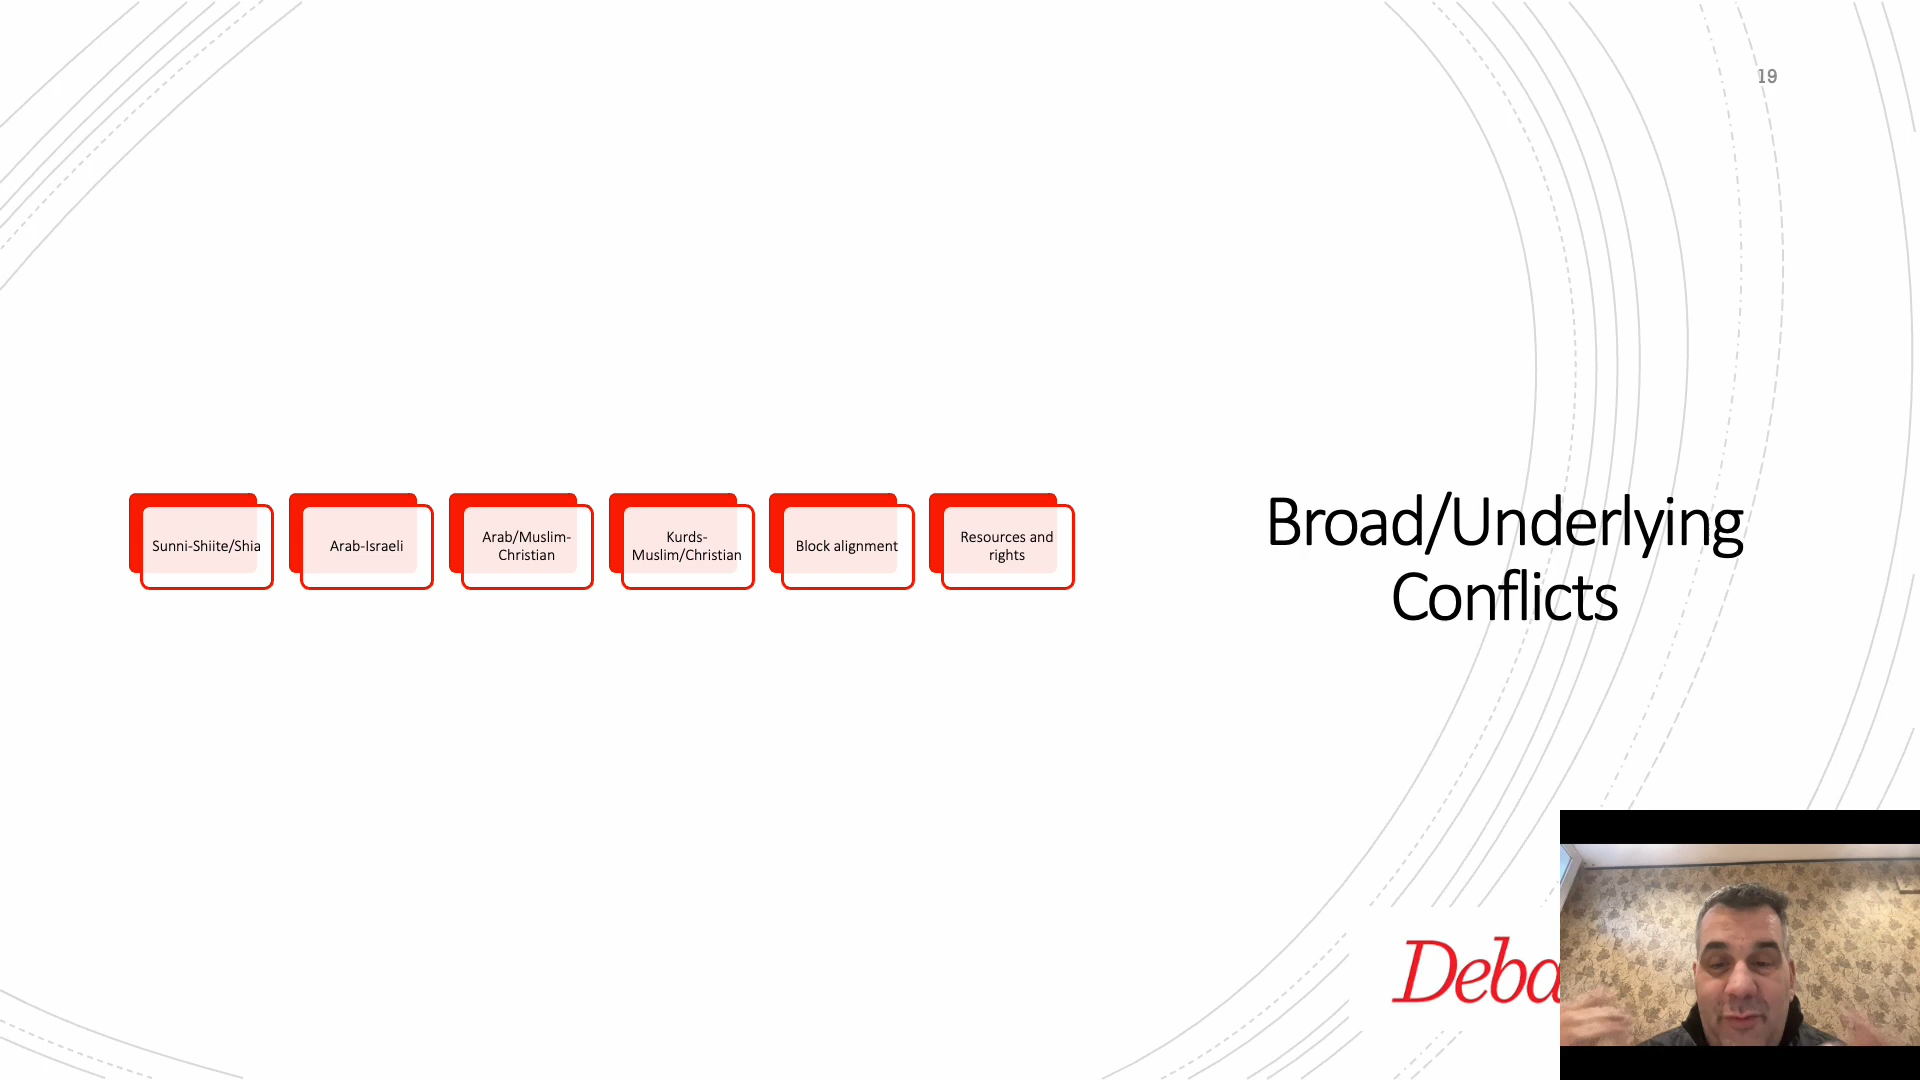 19
Sunni-Shiite/Shia
Arab-Israeli
Arab/Muslim-
Christian
Kurds-
Muslim/Christian
Block alignment
Resources and
rights
Broad/Underlying
Conflicts